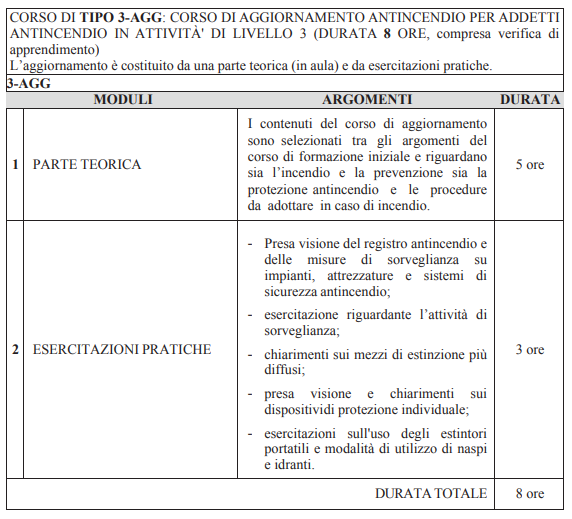 CORSO DI TIPO 3-AGG: CORSO DI AGGIORNAMENTO ANTINCENDIO PER ADDETTI
ANTINCENDIO IN ATTIVITÀ' DI LIVELLO 3 (DURATA 8 ORE, compresa verifica di
apprendimento)
L'aggiornamento è costituito da una parte teorica (in aula) e da esercitazioni pratiche.
3-AGG
MODULI ARGOMENTI DURATA
1 PARTE TEORICA
I contenuti del corso di aggiornamento
sono selezionati tra gli argomenti del
corso di formazione iniziale e riguardano
sia l'incendio e la prevenzione sia la
protezione antincendio e le procedure
da adottare in caso di incendio.
5 ore
2 ESERCITAZIONI PRATICHE
- Presa visione del registro antincendio e
delle misure di sorveglianza su
impianti, attrezzature e sistemi di
sicurezza antincendio;
- esercitazione riguardante l'attività di
sorveglianza;
- chiarimenti sui mezzi di estinzione più
diffusi;
- presa visione e chiarimenti sui
dispositividi protezione individuale;
- esercitazioni sull'uso degli estintori
portatili e modalità di utilizzo di naspi
e idranti.
3 ore
DURATA TOTALE 8 ore